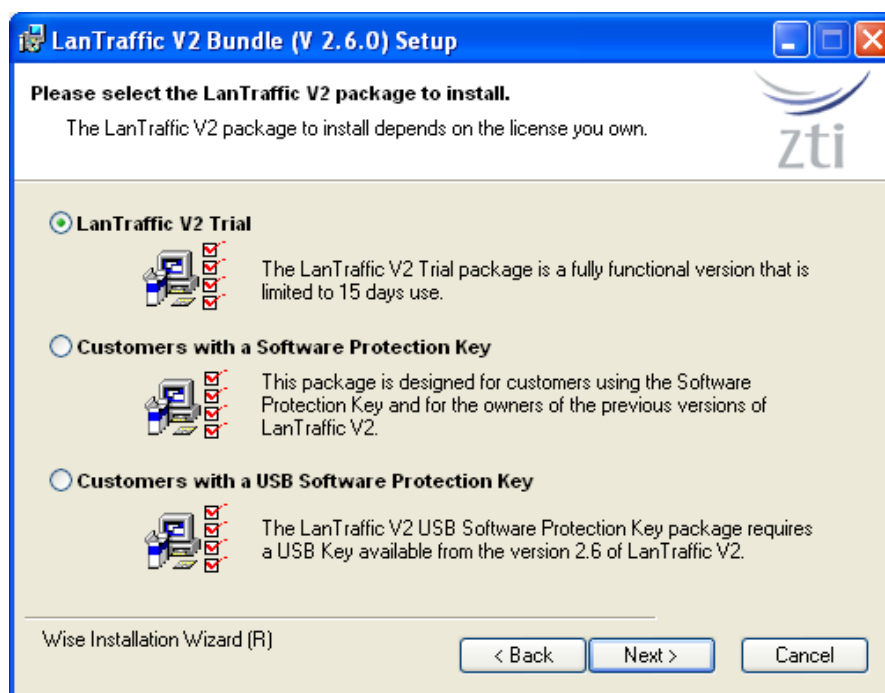 LanTraffic V2 Bundle (V 2.6.0) Setup
Please select the LanTraffic V2 package to install.
The LanTraffic V2 package to install depends on the license you own.
zti
LanTraffic V2 Trial
The LanTraffic V2 Trial package is a fully functional version that is
limited to 15 days use.
Customers with a Software Protection Key
This package is designed for customers using the Software
Protection Key and for the owners of the previous versions of
LanTraffic V2.
Customers with a USB Software Protection Key
The LanTraffic V2 USB Software Protection Key package requires
a USB Key available from the version 2.6 of LanTraffic V2.
Wise Installation Wizard (R)
< Back
Next >
Cancel